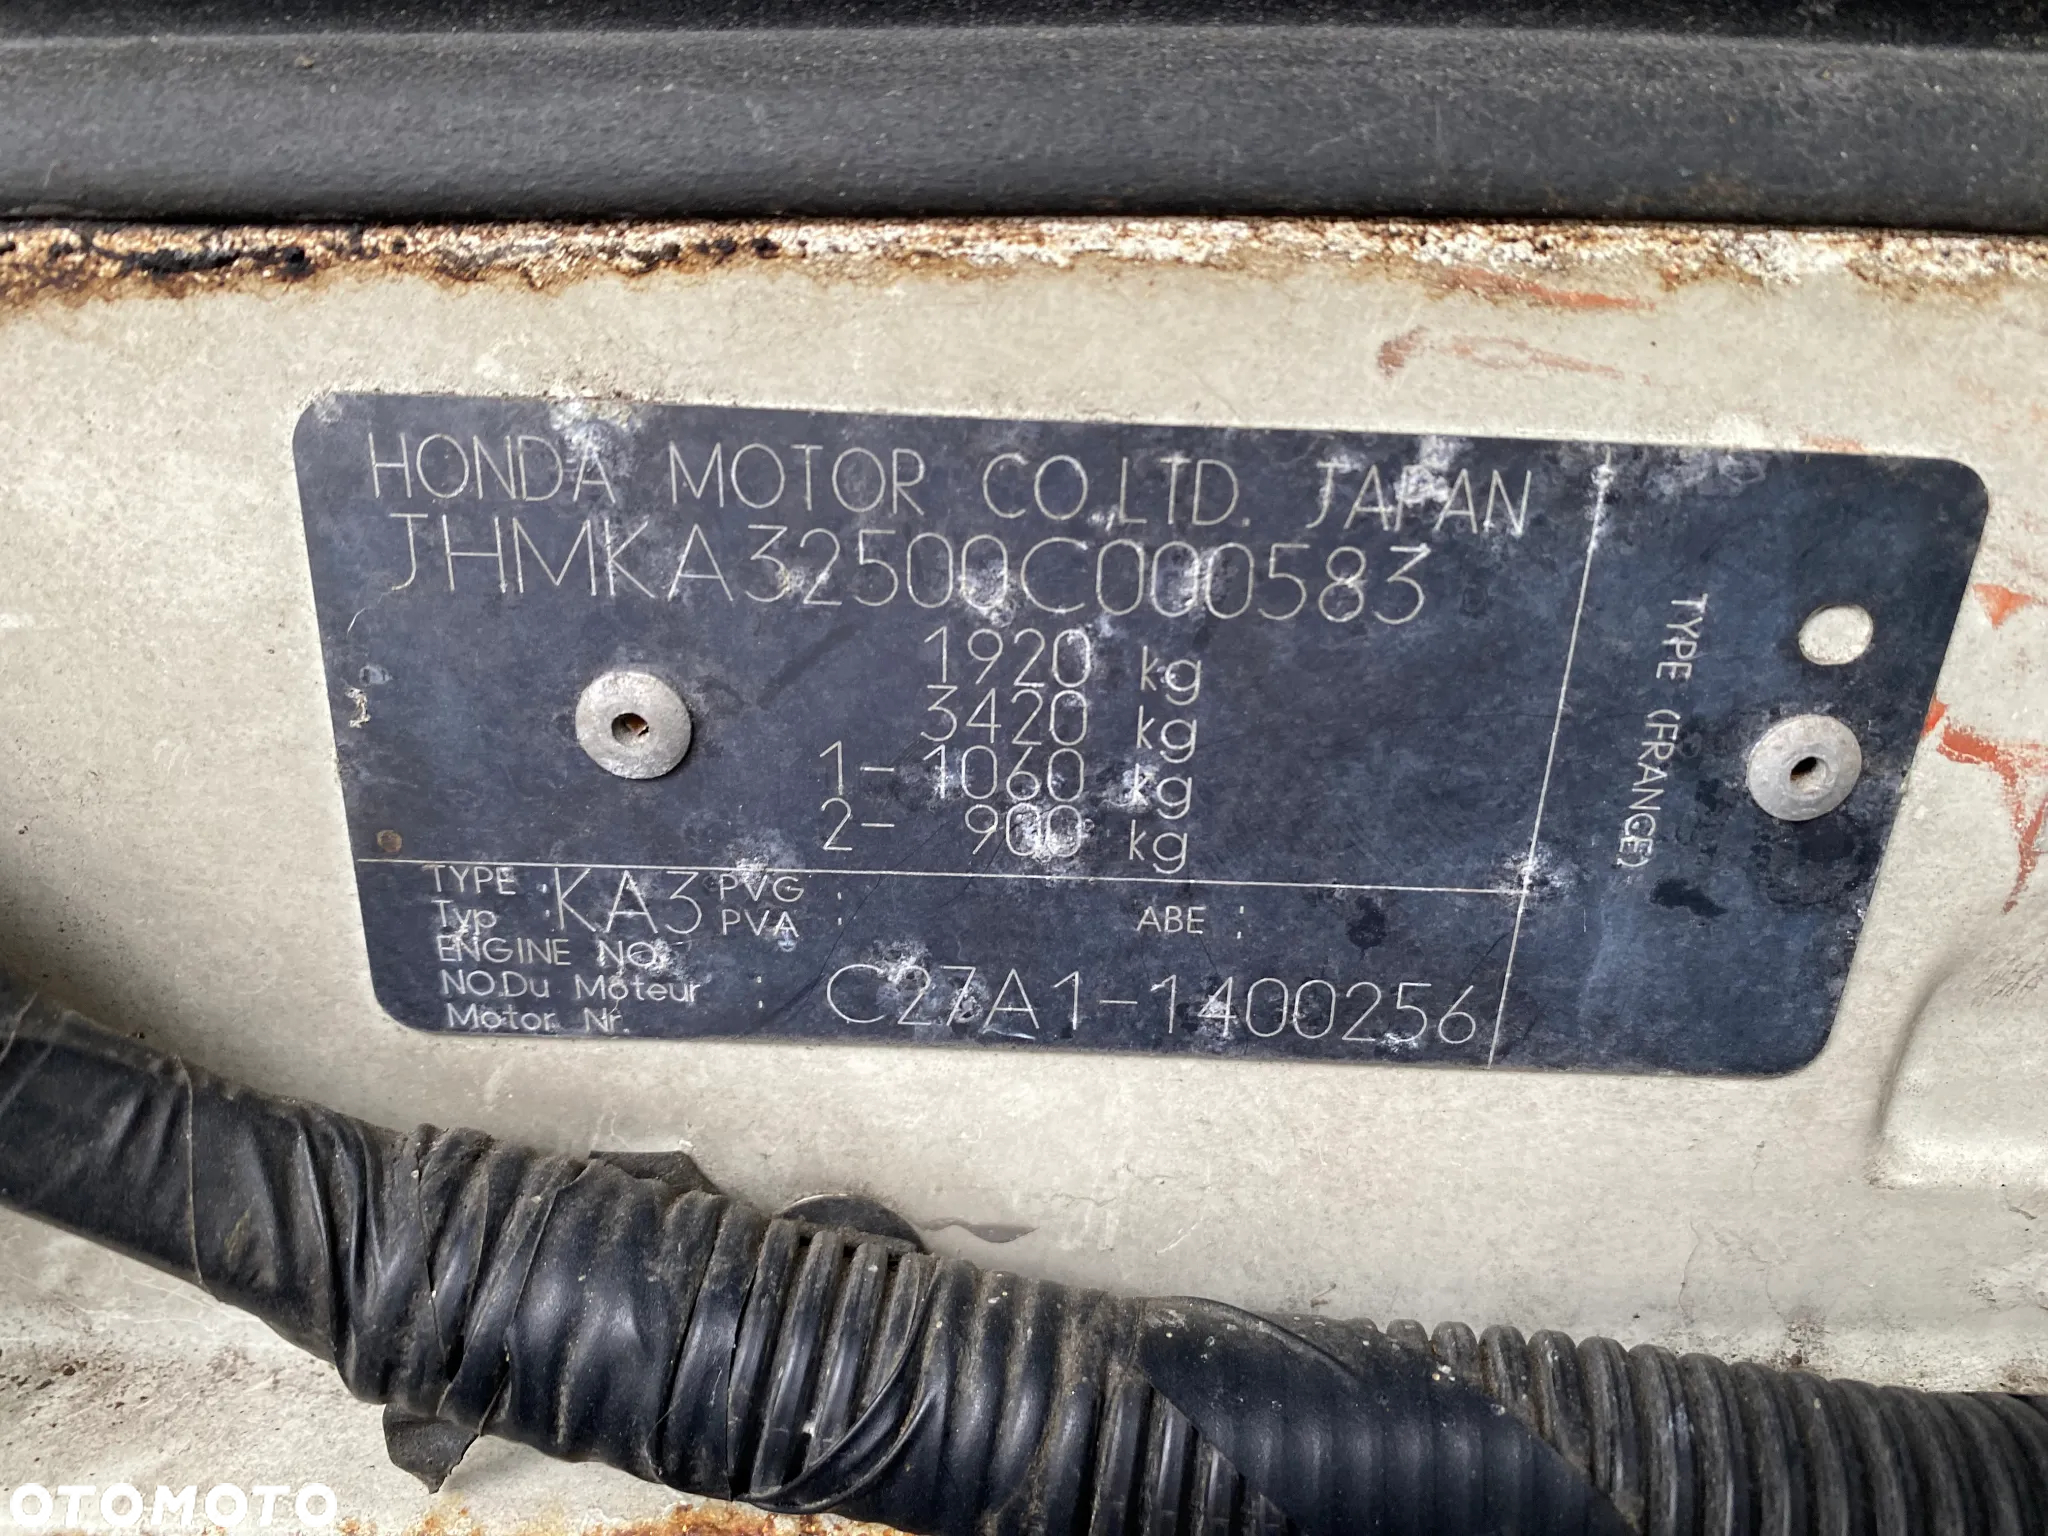 HONDA MOTOR CO.,LTD. JAPAN
JHMKA32500C000583
1920 kg
3420 kg
1- 1060 kg
2- 900 kg
TYPE : KA3 PVG :
Typ PVA ABE :
ENGINE NO.
NO.Du Moteur : C27A1-1400256
Motor Nr.
TYPE (FRANCE)
OTOMOTO